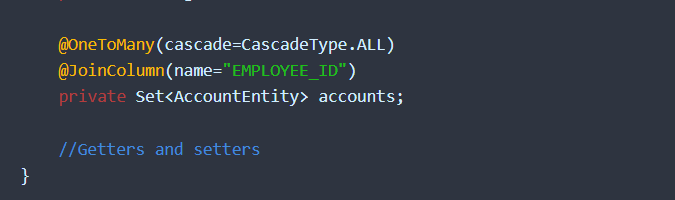 @OneToMany(cascade=CascadeType.ALL)
@JoinColumn(name="EMPLOYEE_ID")
private Set<AccountEntity> accounts;
//Getters and setters
}